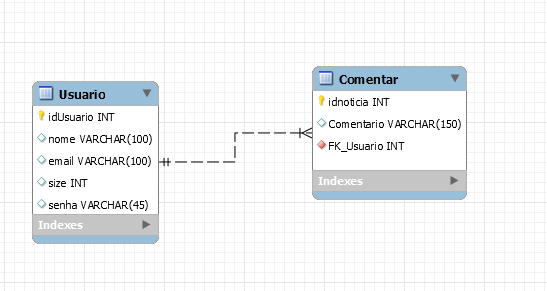 Usuario
idUsuario INT
nome VARCHAR(100)
email VARCHAR(100)
size INT
senha VARCHAR(45)
Indexes
Comentar
idnoticia INT
Comentario VARCHAR(150)
FK_Usuario INT
Indexes